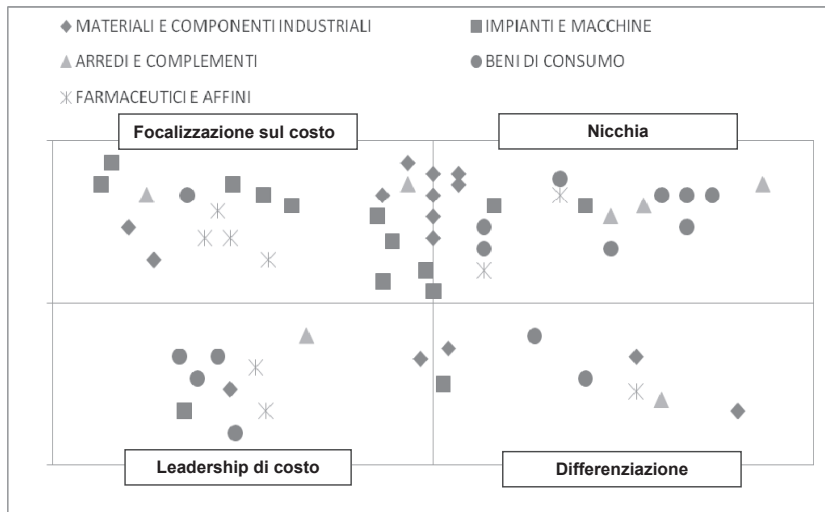 MATERIALI E COMPONENTI INDUSTRIALI
IMPIANTI E MACCHINE
ARREDI E COMPLEMENTI
BENI DI CONSUMO
FARMACEUTICI E AFFINI
Focalizzazione sul costo
Nicchia
Leadership di costo
Differenziazione